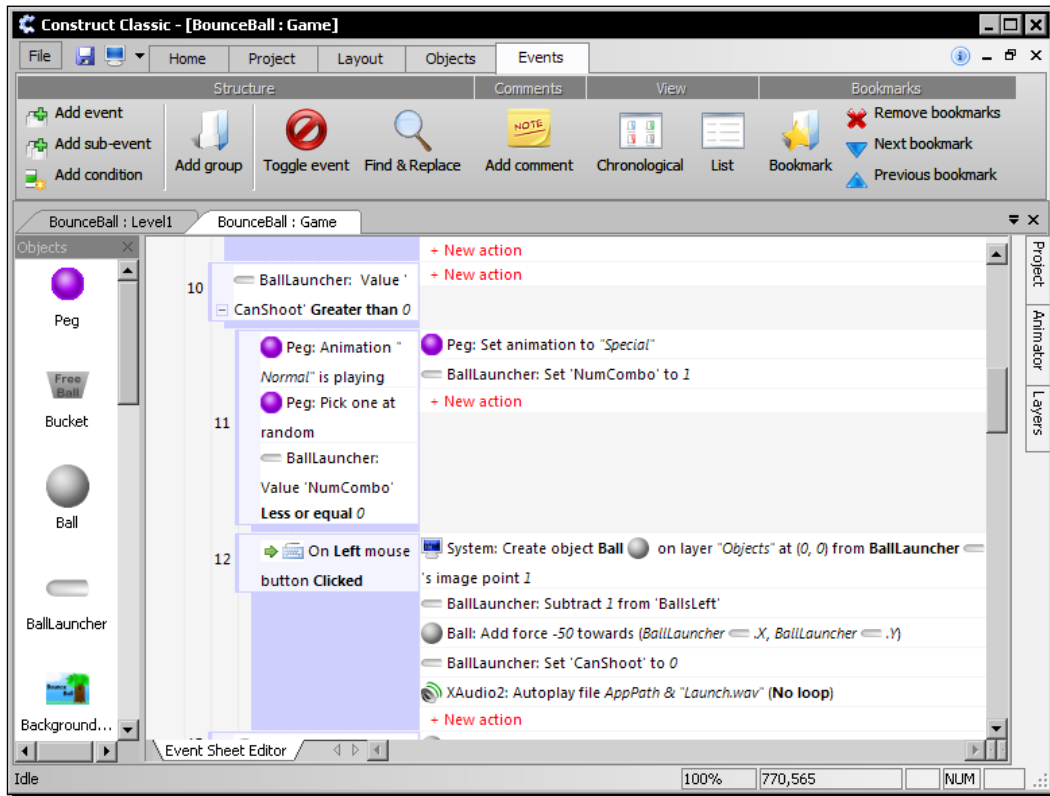 Construct Classic - [BounceBall : Game]
File
Home
Project
Layout
Objects
Events
Structure
Comments
View
Bookmarks
Add event
Add sub-event
Add condition
Add group
Toggle event
Find & Replace
NOTE
Add comment
Chronological
List
Bookmark
Remove bookmarks
Next bookmark
Previous bookmark
BounceBall : Level1
BounceBall : Game
Objects
Peg
Free
Ball
Bucket
Ball
BallLauncher
Bounce
Ball
Background...
+ New action
10
BallLauncher: Value '
CanShoot' Greater than 0
+ New action
11
Peg: Animation "
Normal" is playing
Peg: Pick one at
random
BallLauncher:
Value 'NumCombo'
Less or equal 0
Peg: Set animation to "Special"
BallLauncher: Set 'NumCombo' to 1
+ New action
12
On Left mouse
button Clicked
System: Create object Ball on layer "Objects" at (0, 0) from BallLauncher
's image point 1
BallLauncher: Subtract 1 from 'BallsLeft'
Ball: Add force -50 towards (BallLauncher .X, BallLauncher .Y)
BallLauncher: Set 'CanShoot' to 0
XAudio2: Autoplay file AppPath & "Launch.wav" (No loop)
+ New action
Project
Animator
Layers
Event Sheet Editor
Idle
100%
770,565
NUM